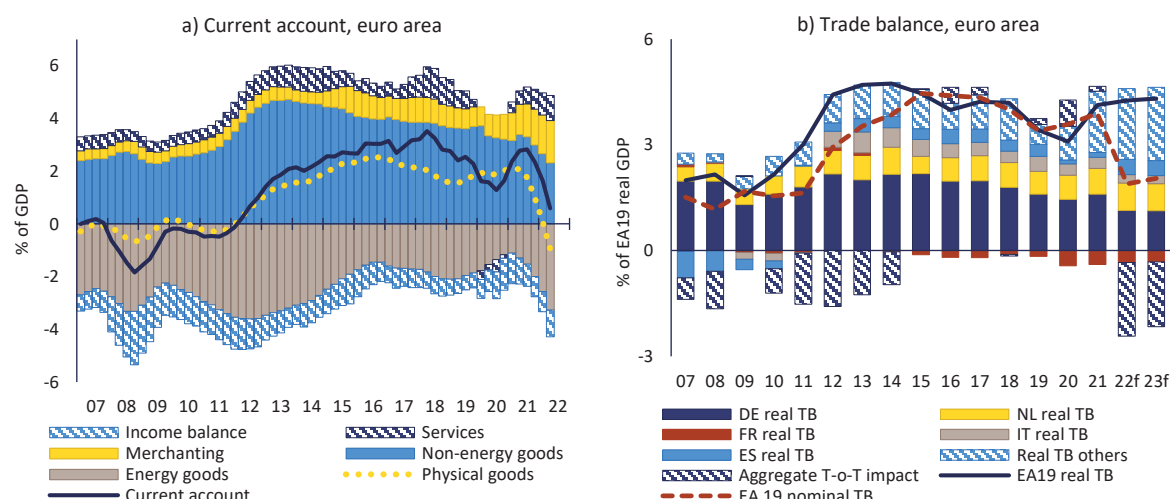 a) Current account, euro area
% of GDP
6
4
2
0
-2
-4
-6
07 08 09 10 11 12 13 14 15 16 17 18 19 20 21 22
Income balance
Services
Merchanting
Non-energy goods
Energy goods
Physical goods
Current account
b) Trade balance, euro area
% of EA19 real GDP
6
3
0
-3
07 08 09 10 11 12 13 14 15 16 17 18 19 20 21 22f 23f
DE real TB
NL real TB
FR real TB
IT real TB
ES real TB
Real TB others
Aggregate T-o-T impact
EA19 real TB
EA 19 nominal TB